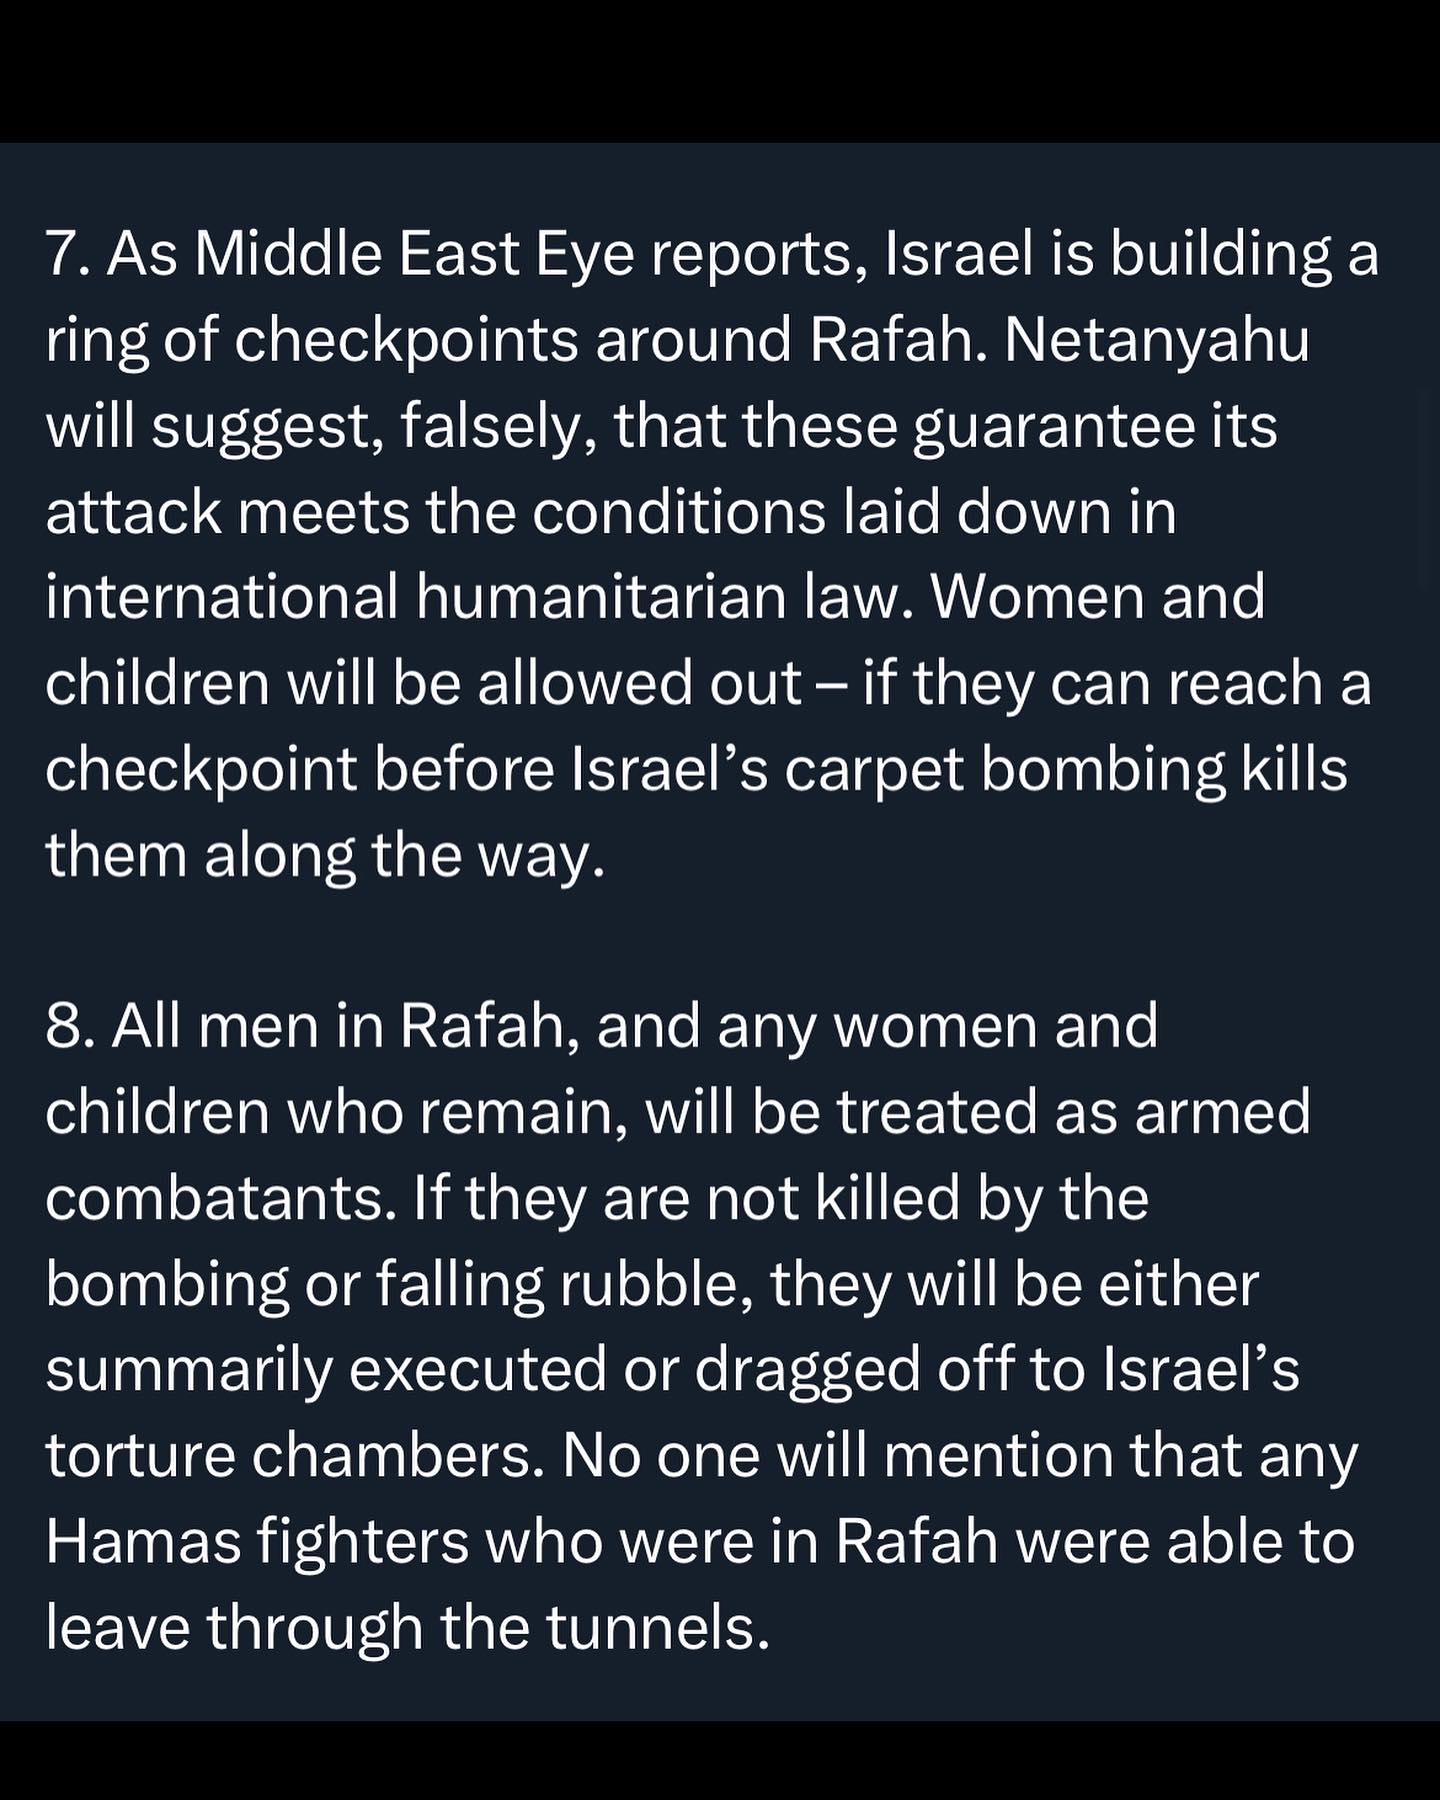 7. As Middle East Eye reports, Israel is building a
ring of checkpoints around Rafah. Netanyahu
will suggest, falsely, that these guarantee its
attack meets the conditions laid down in
international humanitarian law. Women and
children will be allowed out – if they can reach a
checkpoint before Israel’s carpet bombing kills
them along the way.
8. All men in Rafah, and any women and
children who remain, will be treated as armed
combatants. If they are not killed by the
bombing or falling rubble, they will be either
summarily executed or dragged off to Israel’s
torture chambers. No one will mention that any
Hamas fighters who were in Rafah were able to
leave through the tunnels.